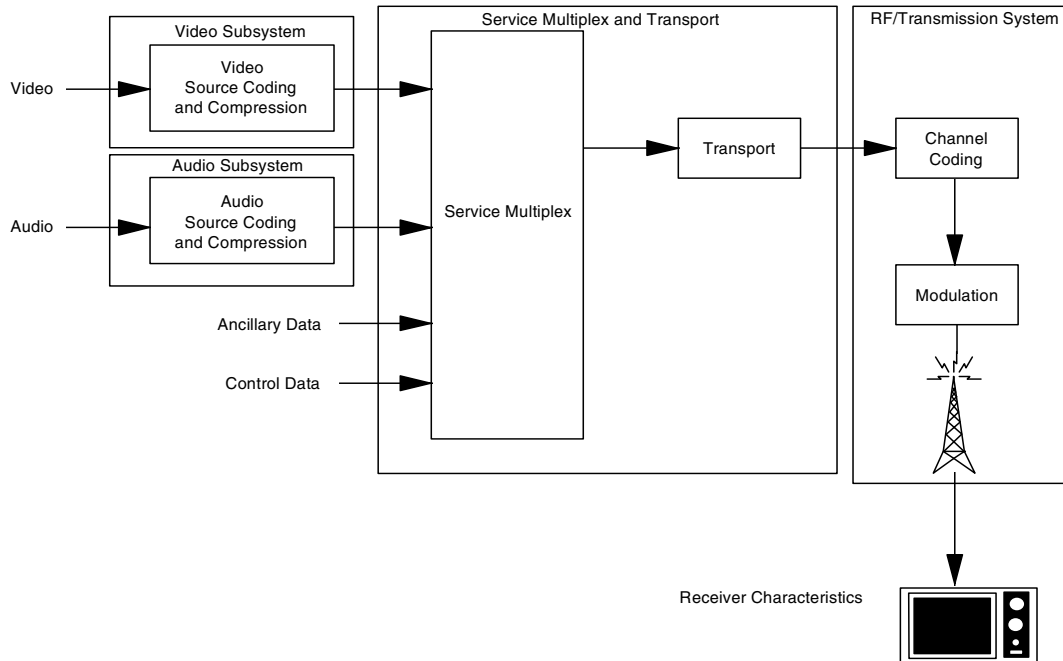 Video Subsystem
Video
Video
Source Coding
and Compression
Audio Subsystem
Audio
Audio
Source Coding
and Compression
Service Multiplex and Transport
Service Multiplex
Ancillary Data
Control Data
Transport
RF/Transmission System
Channel
Coding
Modulation
Receiver Characteristics